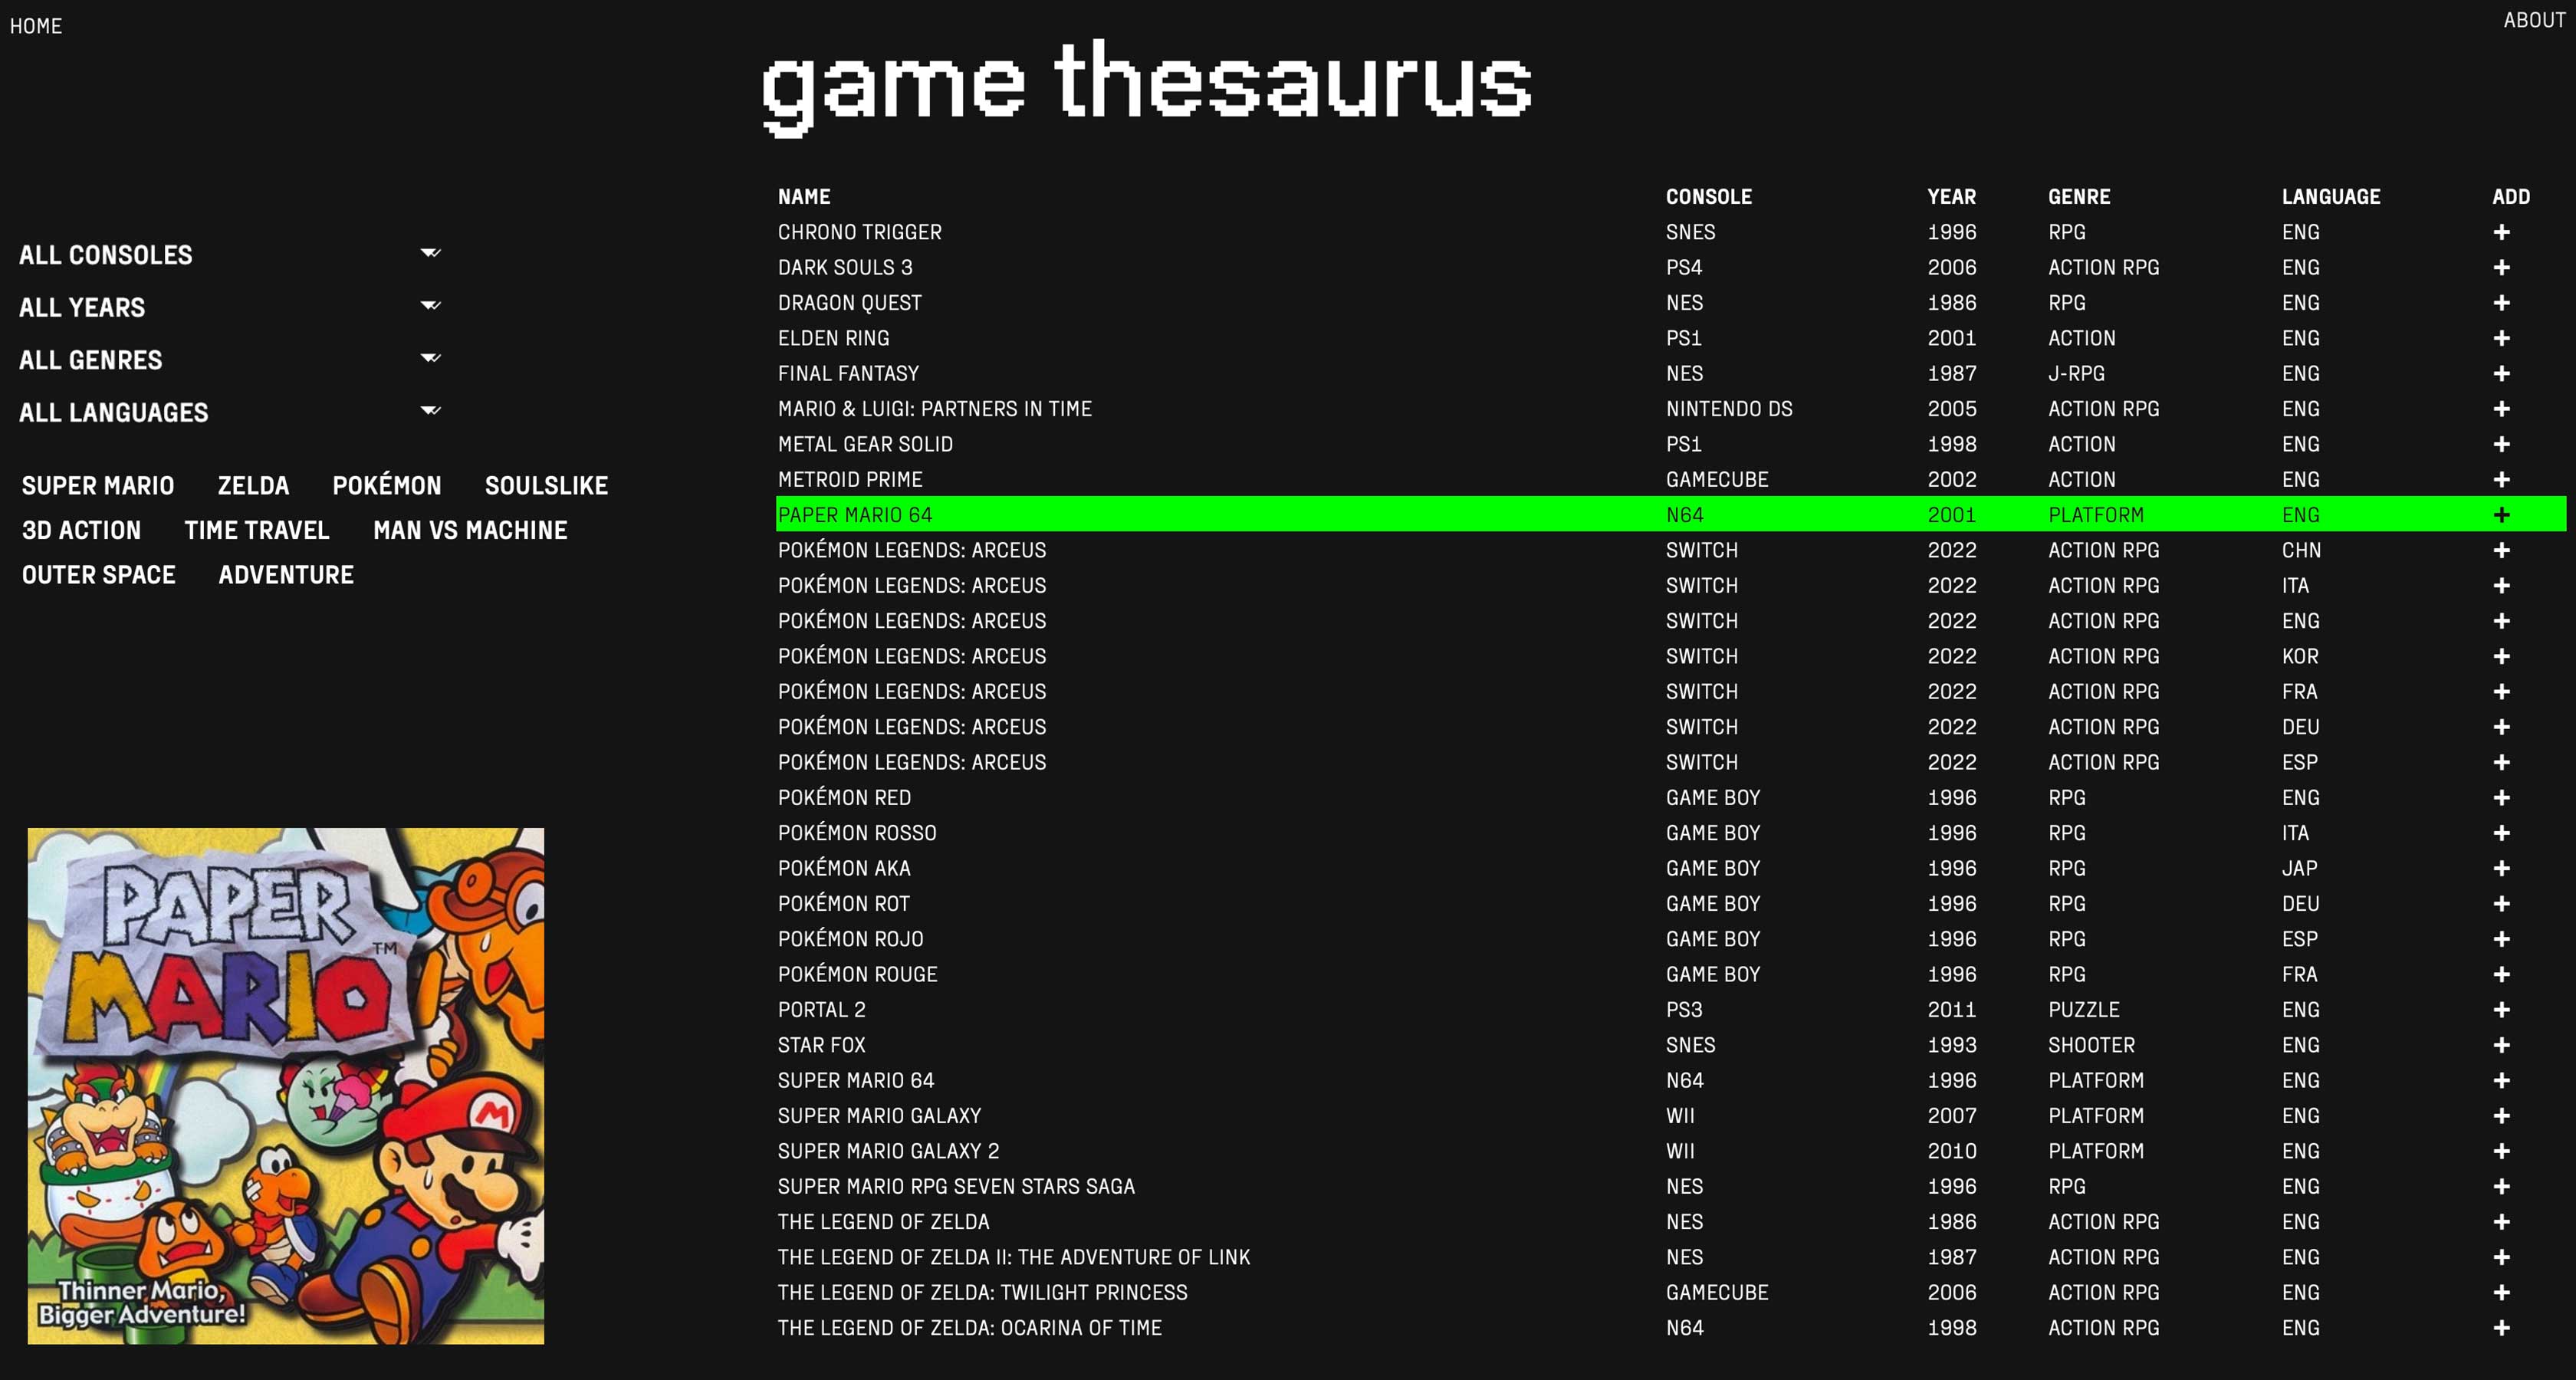 HOME
ABOUT
game thesaurus
ALL CONSOLES
ALL YEARS
ALL GENRES
ALL LANGUAGES
SUPER MARIO ZELDA POKÉMON SOULSLIKE
3D ACTION TIME TRAVEL MAN VS MACHINE
OUTER SPACE ADVENTURE
PAPER
MARIO™
M
Thinner Mario,
Bigger Adventure!
NAME CONSOLE YEAR GENRE LANGUAGE ADD
CHRONO TRIGGER SNES 1996 RPG ENG +
DARK SOULS 3 PS4 2006 ACTION RPG ENG +
DRAGON QUEST NES 1986 RPG ENG +
ELDEN RING PS1 2001 ACTION ENG +
FINAL FANTASY NES 1987 J-RPG ENG +
MARIO & LUIGI: PARTNERS IN TIME NINTENDO DS 2005 ACTION RPG ENG +
METAL GEAR SOLID PS1 1998 ACTION ENG +
METROID PRIME GAMECUBE 2002 ACTION ENG +
PAPER MARIO 64 N64 2001 PLATFORM ENG +
POKÉMON LEGENDS: ARCEUS SWITCH 2022 ACTION RPG CHN +
POKÉMON LEGENDS: ARCEUS SWITCH 2022 ACTION RPG ITA +
POKÉMON LEGENDS: ARCEUS SWITCH 2022 ACTION RPG ENG +
POKÉMON LEGENDS: ARCEUS SWITCH 2022 ACTION RPG KOR +
POKÉMON LEGENDS: ARCEUS SWITCH 2022 ACTION RPG FRA +
POKÉMON LEGENDS: ARCEUS SWITCH 2022 ACTION RPG DEU +
POKÉMON LEGENDS: ARCEUS SWITCH 2022 ACTION RPG ESP +
POKÉMON RED GAME BOY 1996 RPG ENG +
POKÉMON ROSSO GAME BOY 1996 RPG ITA +
POKÉMON AKA GAME BOY 1996 RPG JAP +
POKÉMON ROT GAME BOY 1996 RPG DEU +
POKÉMON ROJO GAME BOY 1996 RPG ESP +
POKÉMON ROUGE GAME BOY 1996 RPG FRA +
PORTAL 2 PS3 2011 PUZZLE ENG +
STAR FOX SNES 1993 SHOOTER ENG +
SUPER MARIO 64 N64 1996 PLATFORM ENG +
SUPER MARIO GALAXY WII 2007 PLATFORM ENG +
SUPER MARIO GALAXY 2 WII 2010 PLATFORM ENG +
SUPER MARIO RPG SEVEN STARS SAGA NES 1996 RPG ENG +
THE LEGEND OF ZELDA NES 1986 ACTION RPG ENG +
THE LEGEND OF ZELDA II: THE ADVENTURE OF LINK NES 1987 ACTION RPG ENG +
THE LEGEND OF ZELDA: TWILIGHT PRINCESS GAMECUBE 2006 ACTION RPG ENG +
THE LEGEND OF ZELDA: OCARINA OF TIME N64 1998 ACTION RPG ENG +